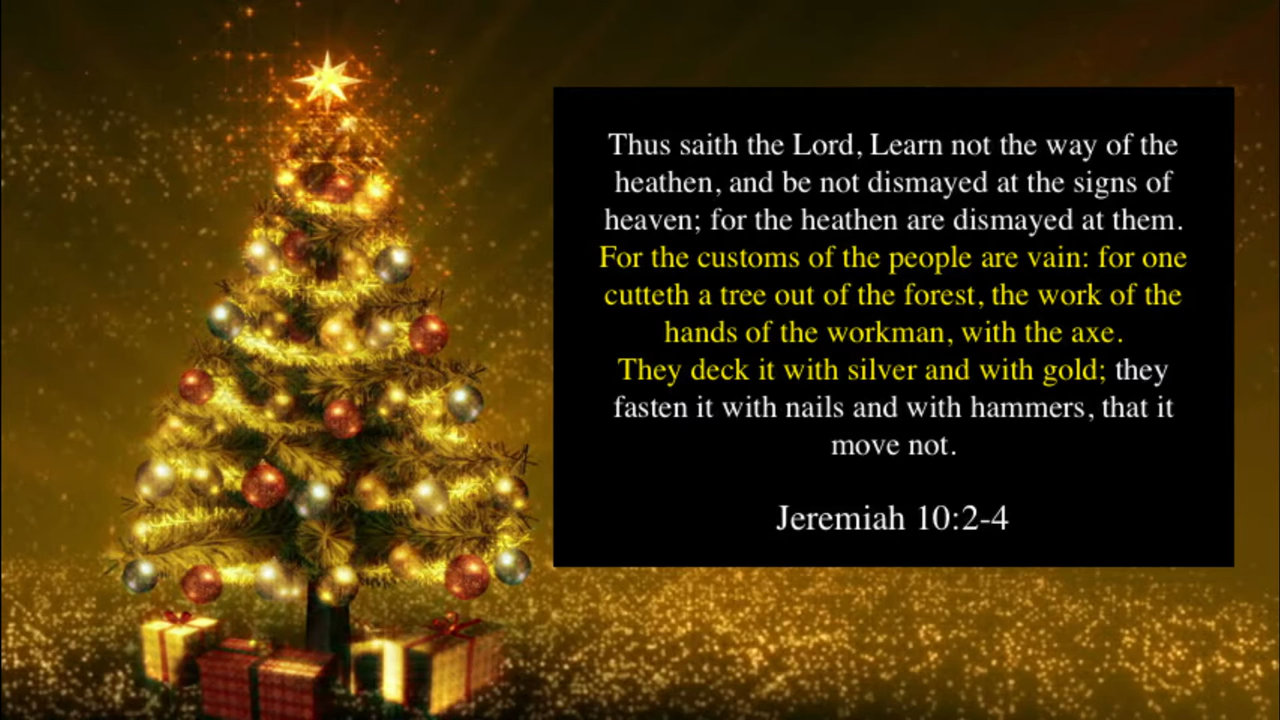 Thus saith the Lord, Learn not the way of the
heathen, and be not dismayed at the signs of
heaven; for the heathen are dismayed at them.
For the customs of the people are vain: for one
cutteth a tree out of the forest, the work of the
hands of the workman, with the axe.
They deck it with silver and with gold; they
fasten it with nails and with hammers, that it
move not.
Jeremiah 10:2-4